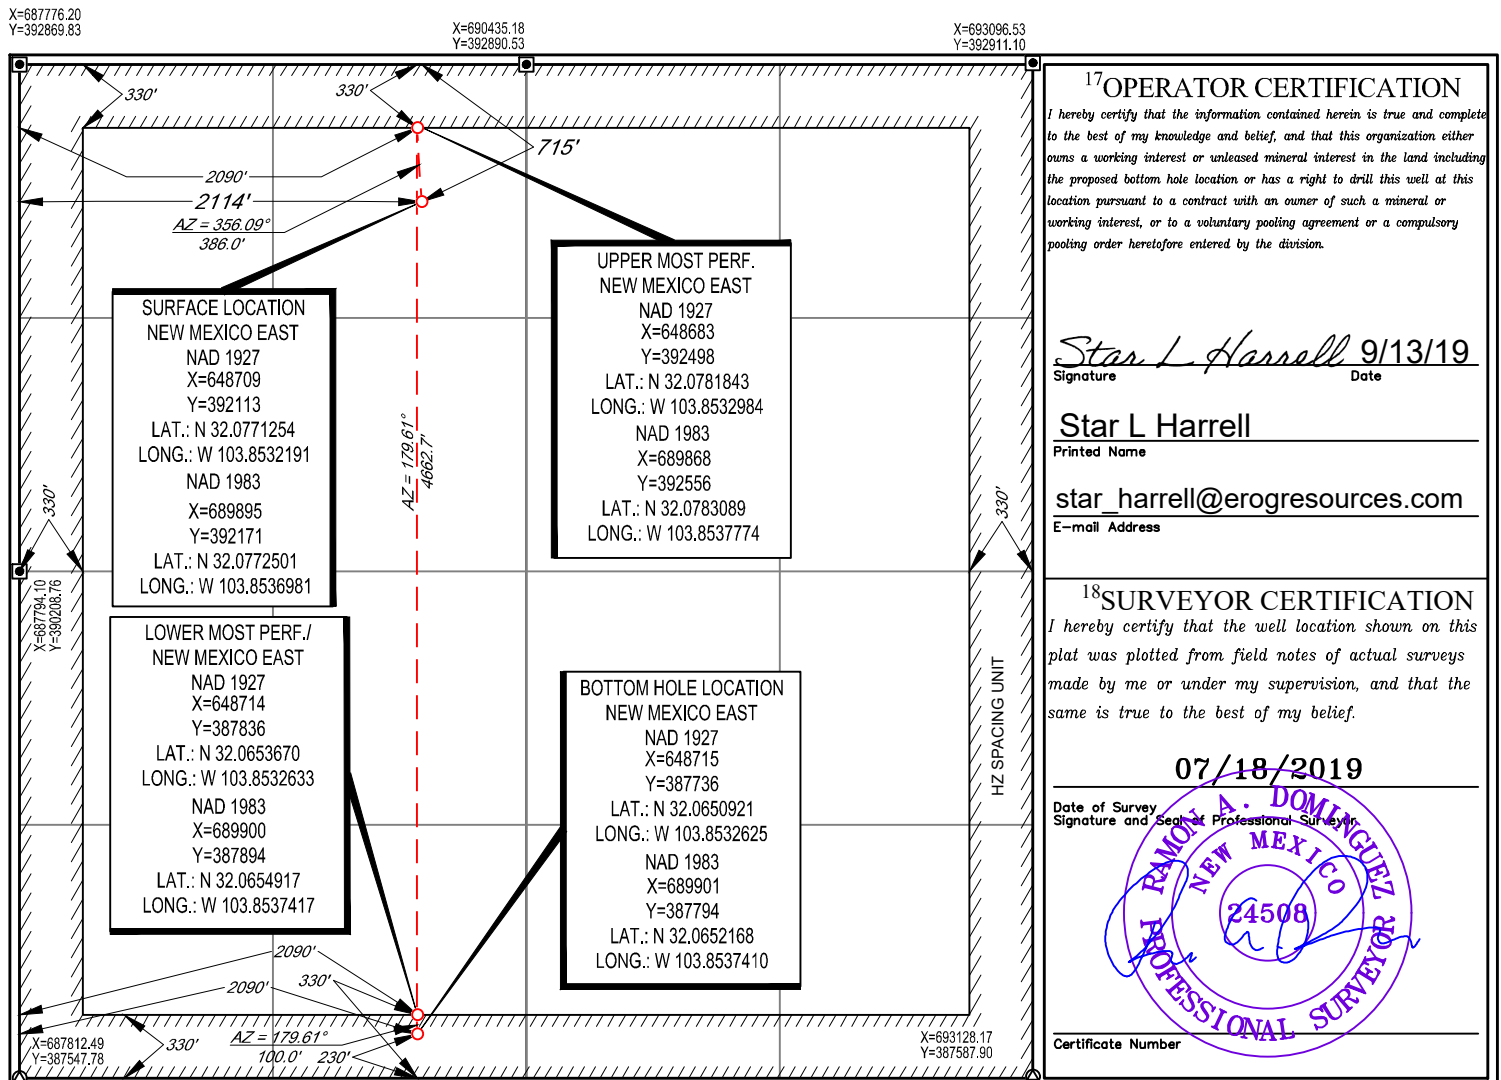 X=687776.20
Y=392869.83
X=690435.18
Y=392890.53
X=693096.53
Y=392911.10
330'
330'
715'
2090'
2114'
AZ = 356.09°
386.0'
SURFACE LOCATION
NEW MEXICO EAST
NAD 1927
X=648709
Y=392113
LAT.: N 32.0771254
LONG.: W 103.8532191
NAD 1983
X=689895
Y=392171
LAT.: N 32.0772501
LONG.: W 103.8536981
UPPER MOST PERF.
NEW MEXICO EAST
NAD 1927
X=648683
Y=392498
LAT.: N 32.0781843
LONG.: W 103.8532984
NAD 1983
X=689868
Y=392556
LAT.: N 32.0783089
LONG.: W 103.8537774
AZ = 179.61°
4662.7'
330'
330'
X=687794.10
Y=390208.76
LOWER MOST PERF./
NEW MEXICO EAST
NAD 1927
X=648714
Y=387836
LAT.: N 32.0653670
LONG.: W 103.8532633
NAD 1983
X=689900
Y=387894
LAT.: N 32.0654917
LONG.: W 103.8537417
BOTTOM HOLE LOCATION
NEW MEXICO EAST
NAD 1927
X=648715
Y=387736
LAT.: N 32.0650921
LONG.: W 103.8532625
NAD 1983
X=689901
Y=387794
LAT.: N 32.0652168
LONG.: W 103.8537410
HZ SPACING UNIT
2090'
2090'
330'
330'
AZ = 179.61°
100.0'
230'
X=687812.49
Y=387547.78
X=693128.17
Y=387587.90
17OPERATOR CERTIFICATION
I hereby certify that the information contained herein is true and complete
to the best of my knowledge and belief, and that this organization either
owns a working interest or unleased mineral interest in the land including
the proposed bottom hole location or has a right to drill this well at this
location pursuant to a contract with an owner of such a mineral or
working interest, or to a voluntary pooling agreement or a compulsory
pooling order heretofore entered by the division.
Star L Harrell 9/13/19
Signature Date
Star L Harrell
Printed Name
star_harrell@erogresources.com
E-mail Address
18SURVEYOR CERTIFICATION
I hereby certify that the well location shown on this
plat was plotted from field notes of actual surveys
made by me or under my supervision, and that the
same is true to the best of my belief.
07/18/2019
Date of Survey
Signature and Seal of Professional Surveyor:
RAMON A. DOMINGUEZ
NEW MEXICO
24508
PROFESSIONAL SURVEYOR
Certificate Number